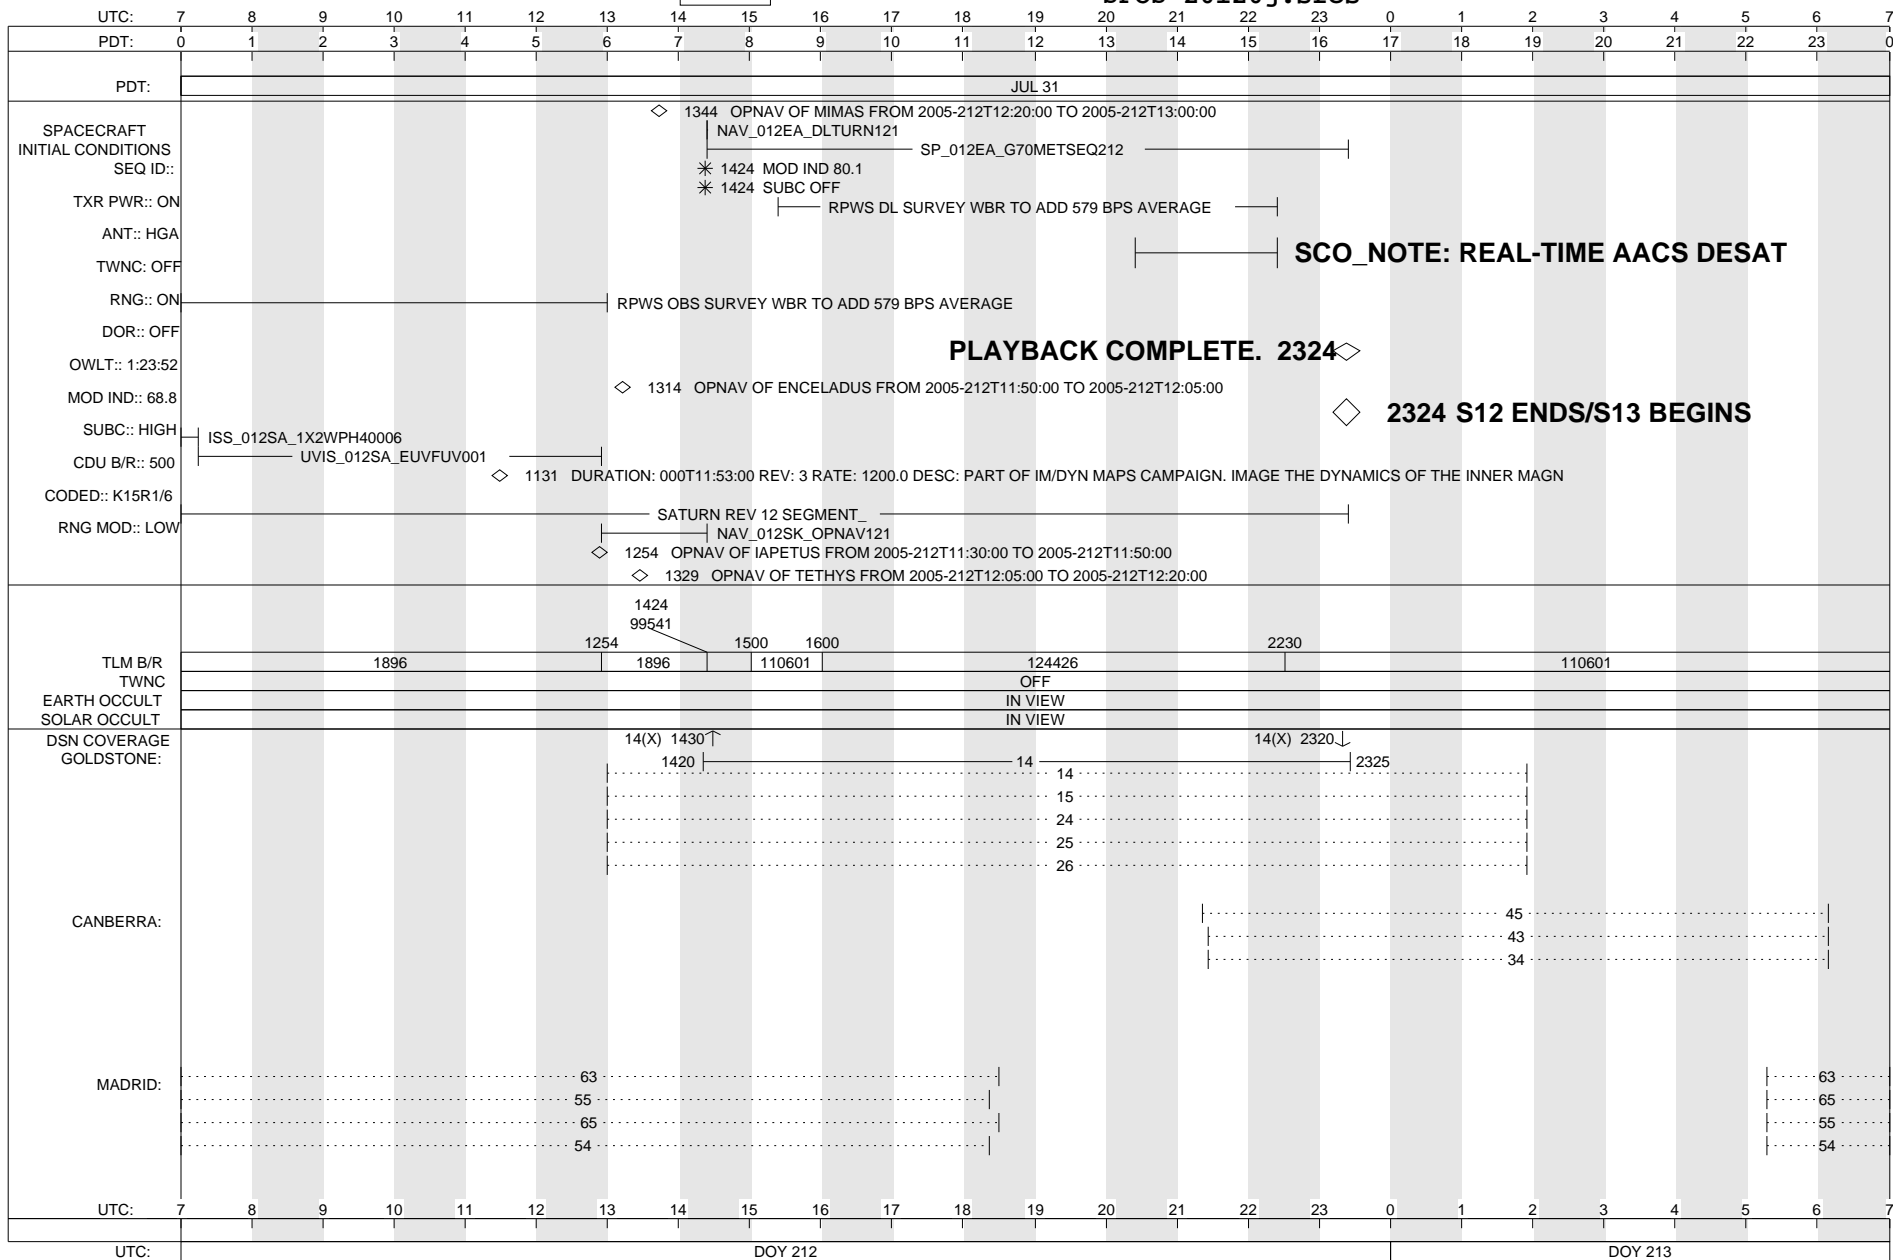 UTC: 7 8 9 10 11 12 13 14 15 16 17 18 19 20 21 22 23 0 1 2 3 4 5 6 7
PDT: 0 1 2 3 4 5 6 7 8 9 10 11 12 13 14 15 16 17 18 19 20 21 22 23 0
PDT: JUL 31
1344 OPNAV OF MIMAS FROM 2005-212T12:20:00 TO 2005-212T13:00:00
SPACECRAFT
INITIAL CONDITIONS
NAV_012EA_DLTURN121
SP_012EA_G70METSEQ212
SEQ ID::
1424 MOD IND 80.1
1424 SUBC OFF
TXR PWR:: ON
RPWS DL SURVEY WBR TO ADD 579 BPS AVERAGE
ANT:: HGA
SCO_NOTE: REAL-TIME AACS DESAT
TWNC: OFF
RNG:: ON
RPWS OBS SURVEY WBR TO ADD 579 BPS AVERAGE
DOR:: OFF
PLAYBACK COMPLETE. 2324
OWLT:: 1:23:52
1314 OPNAV OF ENCELADUS FROM 2005-212T11:50:00 TO 2005-212T12:05:00
MOD IND:: 68.8
2324 S12 ENDS/S13 BEGINS
SUBC:: HIGH
ISS_012SA_1X2WPH40006
UVIS_012SA_EUVFUV001
CDU B/R:: 500
1131 DURATION: 000T11:53:00 REV: 3 RATE: 1200.0 DESC: PART OF IM/DYN MAPS CAMPAIGN. IMAGE THE DYNAMICS OF THE INNER MAGN
CODED:: K15R1/6
SATURN REV 12 SEGMENT_
RNG MOD:: LOW
NAV_012SK_OPNAV121
1254 OPNAV OF IAPETUS FROM 2005-212T11:30:00 TO 2005-212T11:50:00
1329 OPNAV OF TETHYS FROM 2005-212T12:05:00 TO 2005-212T12:20:00
1424
99541
1254 1500 1600 2230
TLM B/R 1896 1896 110601 124426 110601
TWNC OFF
EARTH OCCULT IN VIEW
SOLAR OCCULT IN VIEW
DSN COVERAGE 14(X) 1430 14(X) 2320
GOLDSTONE: 1420 14 2325
14
15
24
25
26
CANBERRA: 45
43
34
MADRID: 63 63
55 65
65 55
54 54
UTC: 7 8 9 10 11 12 13 14 15 16 17 18 19 20 21 22 23 0 1 2 3 4 5 6 7
UTC: DOY 212 DOY 213